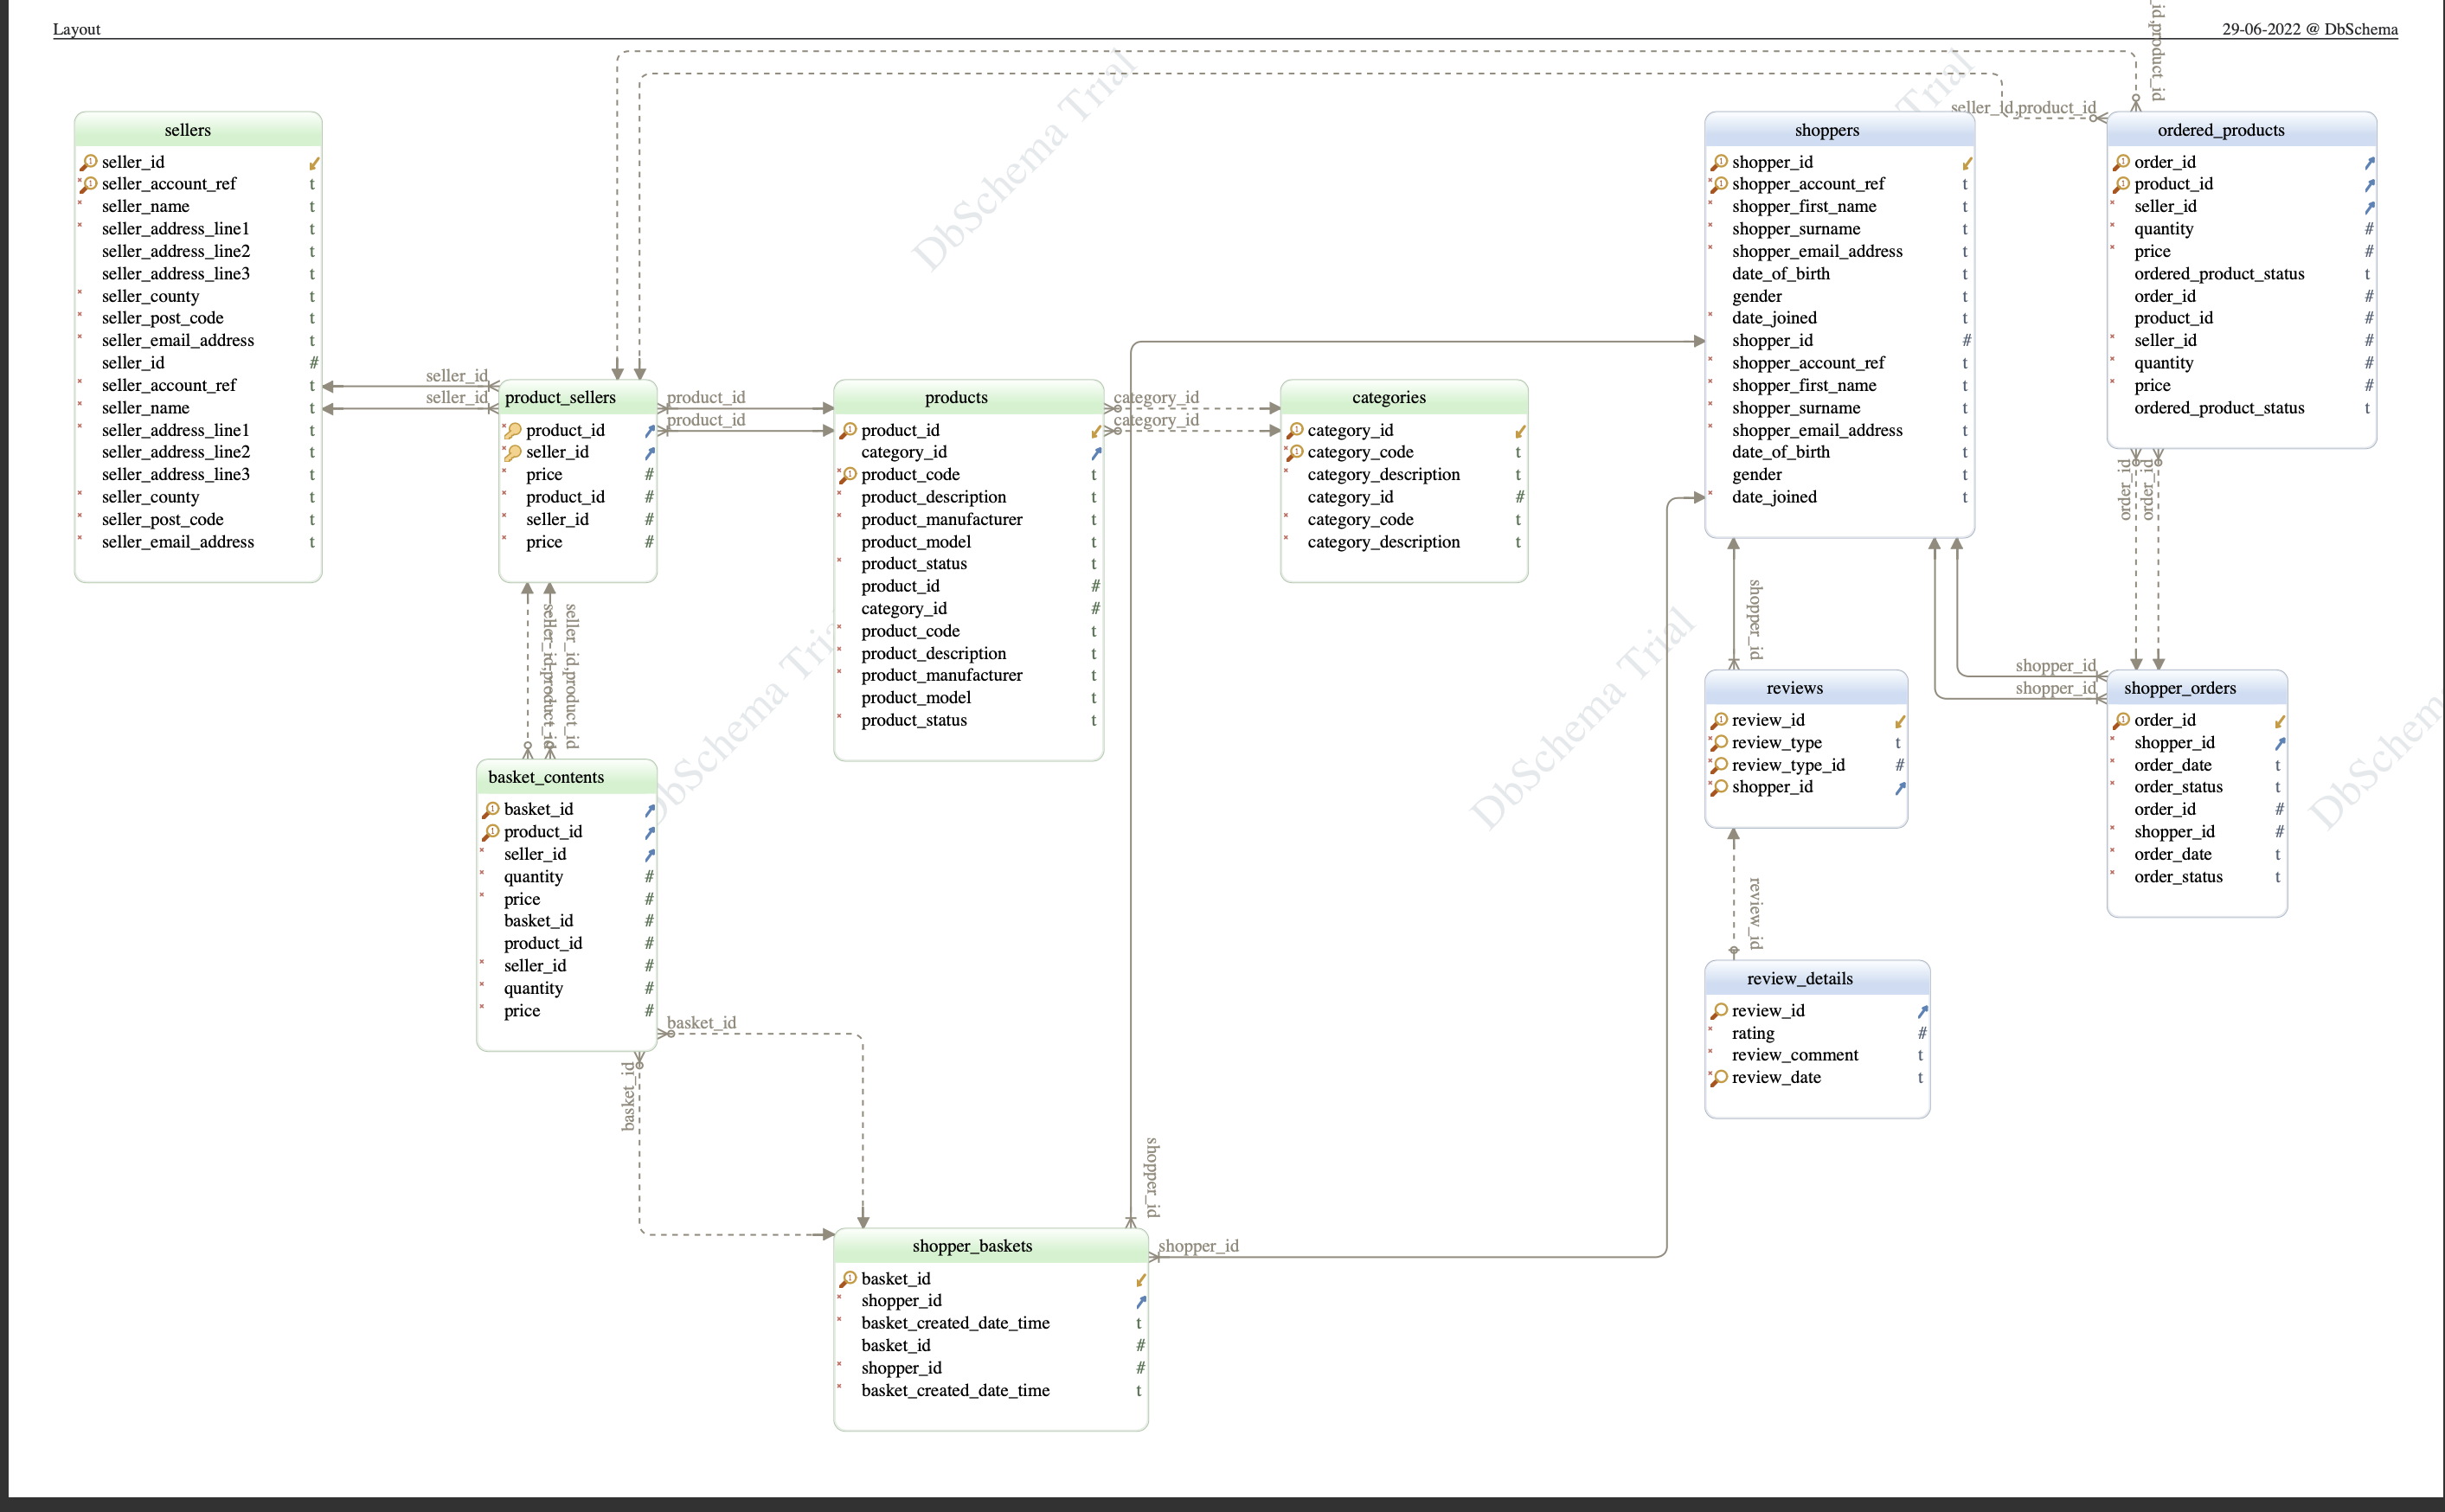 Layout
29-06-2022 @ DbSchema
id,product_id
seller_id,product_id
sellers
seller_id
seller_account_ref t
seller_name t
seller_address_line1 t
seller_address_line2 t
seller_address_line3 t
seller_county t
seller_post_code t
seller_email_address t
seller_id #
seller_account_ref t
seller_name t
seller_address_line1 t
seller_address_line2 t
seller_address_line3 t
seller_county t
seller_post_code t
seller_email_address t
seller_id
seller_id
product_sellers
product_id
seller_id
price #
product_id #
seller_id #
price #
product_id
product_id
products
product_id
category_id
product_code t
product_description t
product_manufacturer t
product_model t
product_status t
product_id #
category_id #
product_code t
product_description t
product_manufacturer t
product_model t
product_status t
category_id
category_id
categories
category_id
category_code t
category_description t
category_id #
category_code t
category_description t
shoppers
shopper_id
shopper_account_ref t
shopper_first_name t
shopper_surname t
shopper_email_address t
date_of_birth t
gender t
date_joined t
shopper_id #
shopper_account_ref t
shopper_first_name t
shopper_surname t
shopper_email_address t
date_of_birth t
gender t
date_joined t
ordered_products
order_id
product_id
seller_id
quantity #
price #
ordered_product_status t
order_id #
product_id #
seller_id #
quantity #
price #
ordered_product_status t
order_id
order_id
shopper_id
shopper_id
shopper_id
shopper_orders
order_id
shopper_id
order_date t
order_status t
order_id #
shopper_id #
order_date t
order_status t
reviews
review_id
review_type t
review_type_id #
shopper_id
review_id
review_details
review_id
rating #
review_comment t
review_date t
seller_id,product_id
seller_id,product_id
basket_contents
basket_id
product_id
seller_id
quantity #
price #
basket_id #
product_id #
seller_id #
quantity #
price #
basket_id
basket_id
shopper_id
shopper_id
shopper_baskets
basket_id
shopper_id
basket_created_date_time t
basket_id #
shopper_id #
basket_created_date_time t
DbSchema Trial
Trial
DbSchema Trial
DbSchema Trial
DbSchema